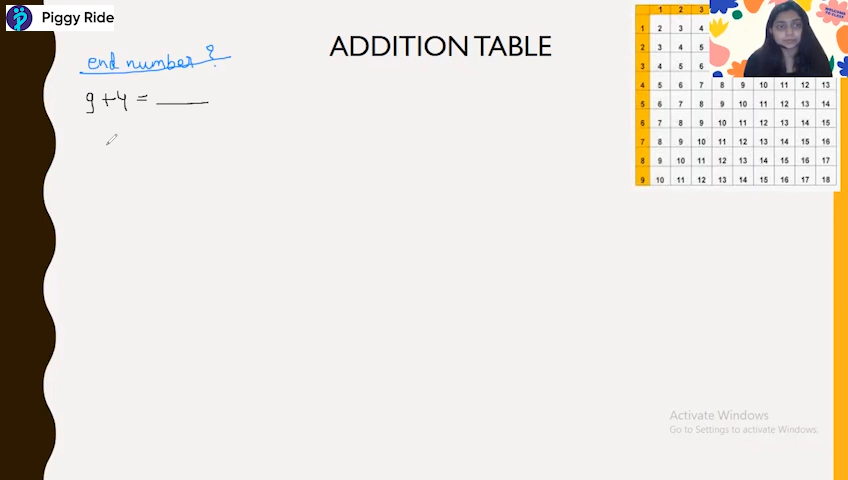 Piggy Ride
ADDITION TABLE
end number?
9+4 = ____
1 2 3
1 2 3 4
2 3 4 5
3 4 5 6
4 5 6 7 8 9 10 11 12 13
5 6 7 8 9 10 11 12 13 14
6 7 8 9 10 11 12 13 14 15
7 8 9 10 11 12 13 14 15 16
8 9 10 11 12 13 14 15 16 17
9 10 11 12 13 14 15 16 17 18
WELCOME TO CLASS
Activate Windows
Go to Settings to activate Windows.